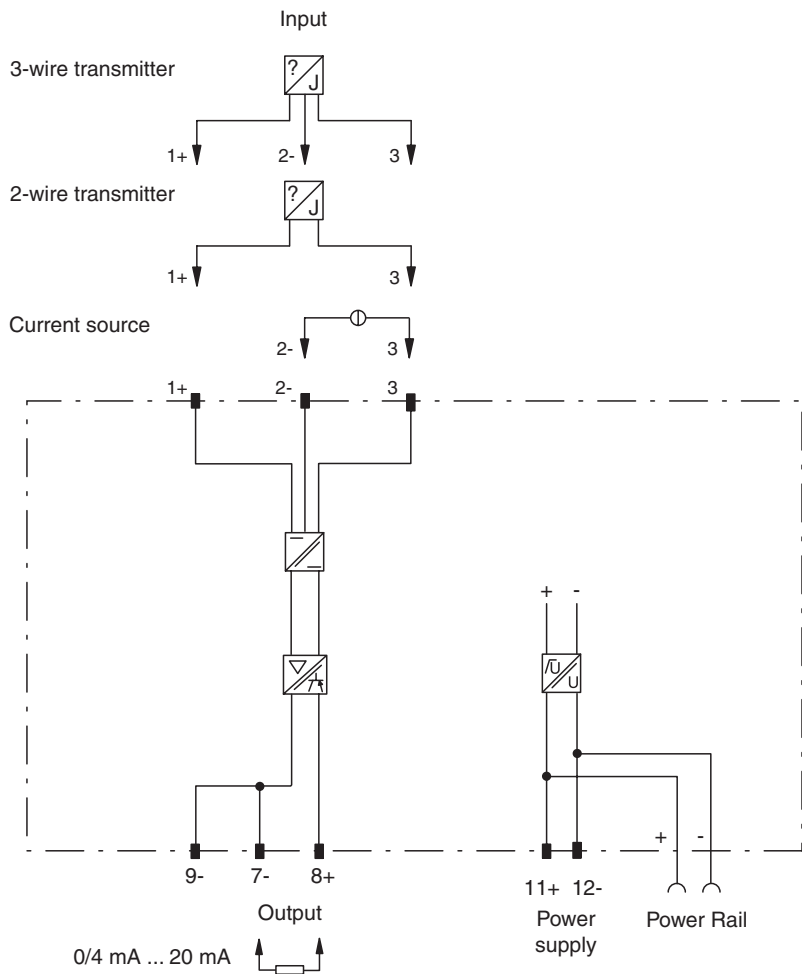 Input
3-wire transmitter
? J
1+ 2- 3
2-wire transmitter
? J
1+ 3
Current source
2- 3
1+ 2- 3
+ -
U U
+ -
9- 7- 8+
11+ 12-
Output
Power supply
Power Rail
0/4 mA ... 20 mA